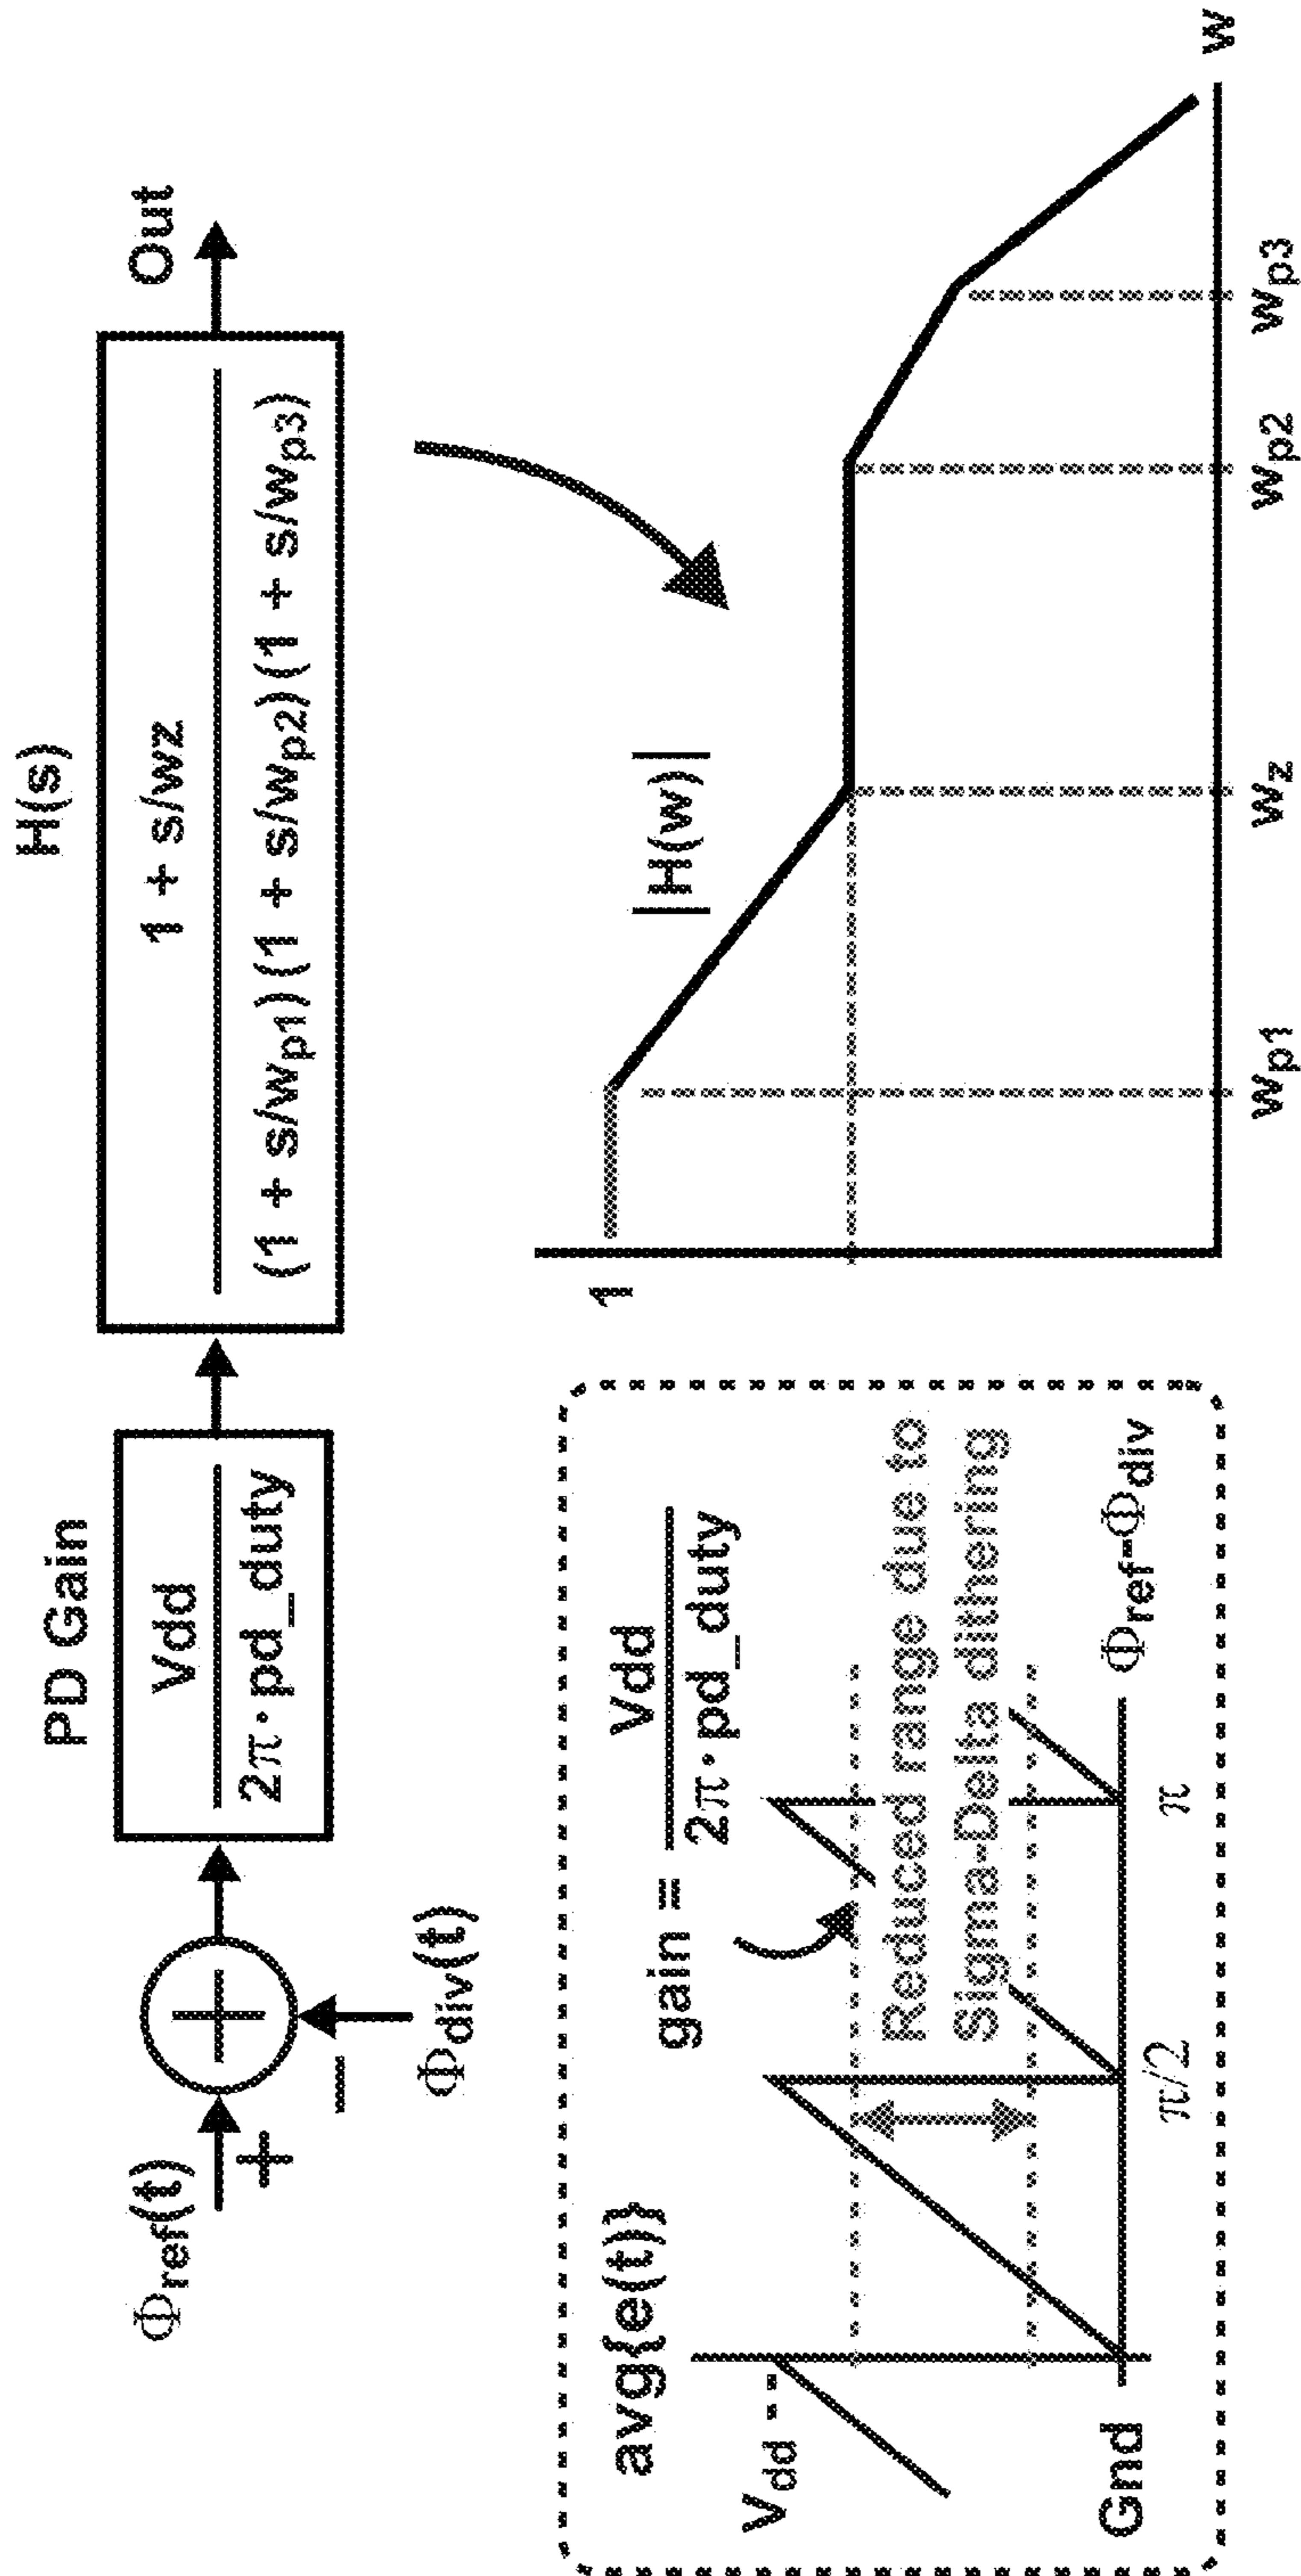 H(s)
PD Gain
Φref(t)
+
−
Φdiv(t)
Vdd
2π·pd_duty
1 + s/wz
(1 + s/wp1)(1 + s/wp2)(1 + s/wp3)
Out
avg{e(t)}
gain = Vdd
2π·pd_duty
Vdd
Reduced range due to
Sigma-Delta dithering
Gnd
π/2
π
Φref-Φdiv
|H(w)|
1
wp1
wz
wp2
wp3
w